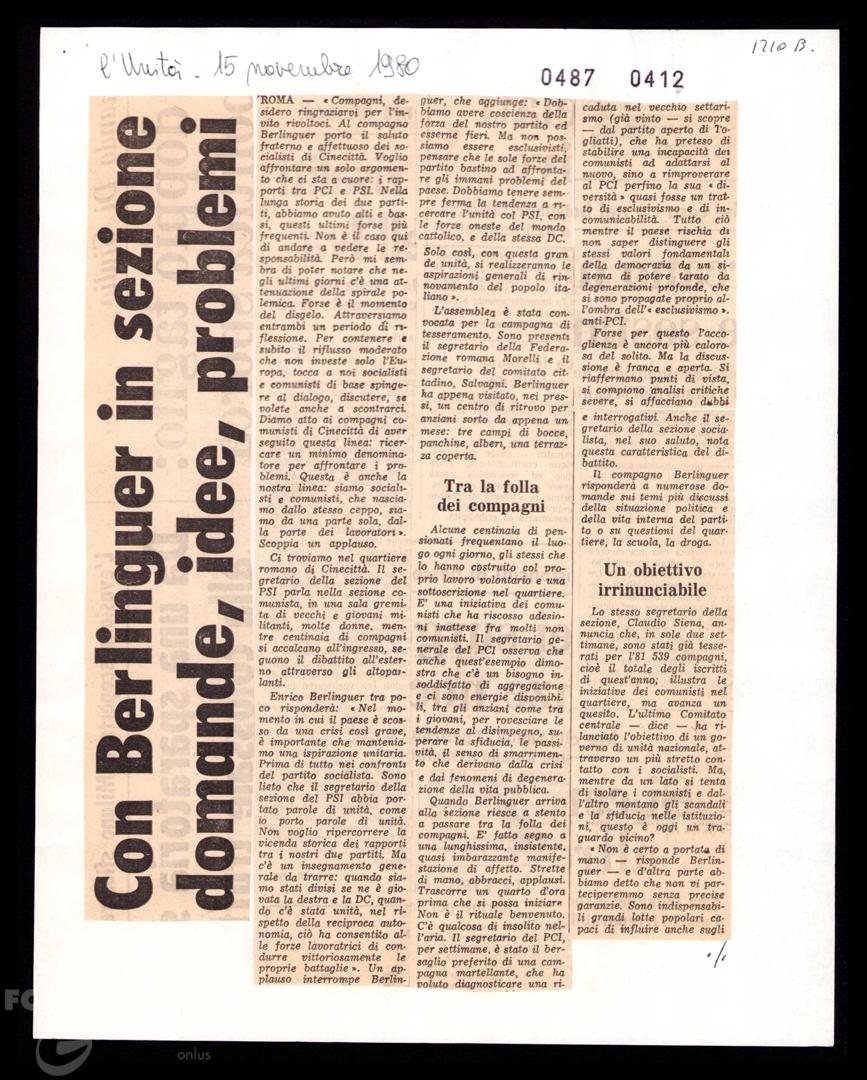 l'Unità - 15 novembre 1980
1210 B.
0487 0412
Con Berlinguer in sezione
domande, idee, problemi
ROMA — « Compagni, de-
sidero ringraziarvi per l'in-
vito rivoltoci. Al compagno
Berlinguer porto il saluto
fraterno e affettuoso dei so-
cialisti di Cinecittà. Voglio
affrontare un solo argomen-
to che ci sta a cuore: i rap-
porti tra PCI e PSI. Nella
lunga storia dei due parti-
ti, abbiamo avuto alti e bas-
si, questi ultimi forse più
frequenti. Non è il caso qui
di andare a vedere le re-
sponsabilità. Però mi sem-
bra di poter notare che ne-
gli ultimi giorni c'è una at-
tenuazione della spirale po-
lemica. Forse è il momento
del disgelo. Attraversiamo
entrambi un periodo di ri-
flessione. Per contenere e
subito il riflusso moderato
che non investe solo l'Eu-
ropa, tocca a noi socialisti
e comunisti di base spinge-
re al dialogo, discutere, se
volete anche a scontrarci.
Diamo atto ai compagni co-
munisti di Cinecittà di aver
seguito questa linea: ricer-
care un minimo denomina-
tore per affrontare i pro-
blemi. Questa è anche la
nostra linea: siamo sociali-
sti e comunisti, che nascia-
mo dallo stesso ceppo, sia-
mo da una parte sola, dal-
la parte dei lavoratori ».
Scoppia un applauso.
Ci troviamo nel quartiere
romano di Cinecittà. Il se-
gretario della sezione del
PSI parla nella sezione co-
munista, in una sala gremi-
ta di vecchi e giovani mi-
litanti, molte donne, men-
tre centinaia di compagni
si accalcano all'ingresso, se-
guono il dibattito all'ester-
no attraverso gli altopar-
lanti.
Enrico Berlinguer tra po-
co risponderà: « Nel mo-
mento in cui il paese è scos-
so da una crisi così grave,
è importante che mantenia-
mo una ispirazione unitaria.
Prima di tutto nei confronti
del partito socialista. Sono
lieto che il segretario della
sezione del PSI abbia por-
tato parole di unità, come
io porto parole di unità.
Non voglio ripercorrere la
vicenda storica dei rapporti
tra i nostri due partiti. Ma
c'è un insegnamento gene-
rale da trarre: quando sia-
mo stati divisi se ne è gio-
vata la destra e la DC, quan-
do c'è stata unità, nel ri-
spetto della reciproca auto-
nomia, ciò ha consentito al-
le forze lavoratrici di con-
durre vittoriosamente le
proprie battaglie ». Un ap-
plauso interrompe Berlin-
guer, che aggiunge: « Dob-
biamo avere coscienza della
forza del nostro partito ed
esserne fieri. Ma non pos-
siamo essere esclusivisti,
pensare che le sole forze del
partito bastino ad affronta-
re gli immani problemi del
paese. Dobbiamo tenere sem-
pre ferma la tendenza a ri-
cercare l'unità col PSI, con
le forze oneste del mondo
cattolico, e della stessa DC.
Solo così, con questa gran
de unità, si realizzeranno le
aspirazioni generali di rin-
novamento del popolo ita-
liano ».
L'assemblea è stata con-
vocata per la campagna di
tesseramento. Sono presenti
il segretario della Federa-
zione romana Morelli e il
segretario del comitato cit-
tadino, Salvagni. Berlinguer
ha appena visitato, nei pres-
si, un centro di ritrovo per
anziani sorto da appena un
mese: tre campi di bocce,
panchine, alberi, una terraz-
za coperta.
Tra la folla
dei compagni
Alcune centinaia di pen-
sionati frequentano il luo-
go ogni giorno, gli stessi che
lo hanno costruito col pro-
prio lavoro volontario e una
sottoscrizione nel quartiere.
E' una iniziativa dei comu-
nisti che ha riscosso adesio-
ni inattese fra molti non
comunisti. Il segretario ge-
nerale del PCI osserva che
anche quest'esempio dimo-
stra che c'è un bisogno in-
soddisfatto di aggregazione
e ci sono energie disponibi-
li, tra gli anziani come tra
i giovani, per rovesciare le
tendenze al disimpegno, su-
perare la sfiducia, le passi-
vità, il senso di smarrimen-
to che derivano dalla crisi
e dai fenomeni di degenera-
zione della vita pubblica.
Quando Berlinguer arriva
alla sezione riesce a stento
a passare tra la folla dei
compagni. E' fatto segno a
una lunghissima, insistente,
quasi imbarazzante manife-
stazione di affetto. Strette
di mano, abbracci, applausi.
Trascorre un quarto d'ora
prima che si possa iniziare
Non è il rituale benvenuto.
C'è qualcosa di insolito nel-
l'aria. Il segretario del PCI,
per settimane, è stato il ber-
saglio preferito di una cam-
pagna martellante, che ha
voluto diagnosticare una ri-
caduta nel vecchio settari-
smo (già vinto — si scopre
— dal partito aperto di To-
gliatti), che ha preteso di
stabilire una incapacità dei
comunisti ad adattarsi al
nuovo, sino a rimproverare
al PCI perfino la sua « di-
versità » quasi fosse un trat-
to di esclusivismo e di in-
comunicabilità. Tutto ciò
mentre il paese rischia di
non saper distinguere gli
stessi valori fondamentali
della democrazia da un si-
stema di potere tarato da
degenerazioni profonde, che
si sono propagate proprio al-
l'ombra dell'« esclusivismo ».
anti-PCI.
Forse per questo l'acco-
glienza è ancora più caloro-
sa del solito. Ma la discus-
sione è franca e aperta. Si
riaffermano punti di vista,
si compiono analisi critiche
severe, si affacciano dubbi
e interrogativi. Anche il se-
gretario della sezione socia-
lista, nel suo saluto, nota
questa caratteristica del di-
battito.
Il compagno Berlinguer
risponderà a numerose do-
mande sui temi più discussi
della situazione politica e
della vita interna del parti-
to o su questioni del quar-
tiere, la scuola, la droga.
Un obiettivo
irrinunciabile
Lo stesso segretario della
sezione, Claudio Siena, an-
nuncia che, in sole due set-
timane, sono stati già tesse-
rati per l'81 539 compagni,
cioè il totale degli iscritti
di quest'anno; illustra le
iniziative dei comunisti nel
quartiere, ma avanza un
quesito. L'ultimo Comitato
centrale — dice — ha ri-
lanciato l'obiettivo di un go-
verno di unità nazionale, at-
traverso un più stretto con-
tatto con i socialisti. Ma,
mentre da un lato si tenta
di isolare i comunisti e dal-
l'altro montano gli scandali
e la sfiducia nelle istituzio-
ni, questo è oggi un tra-
guardo vicino?
« Non è certo a portata di
mano — risponde Berlin-
guer — e d'altra parte ab-
biamo detto che non vi par-
teciperemmo senza precise
garanzie. Sono indispensabi-
li grandi lotte popolari ca-
paci di influire anche sugli
./.
onlus